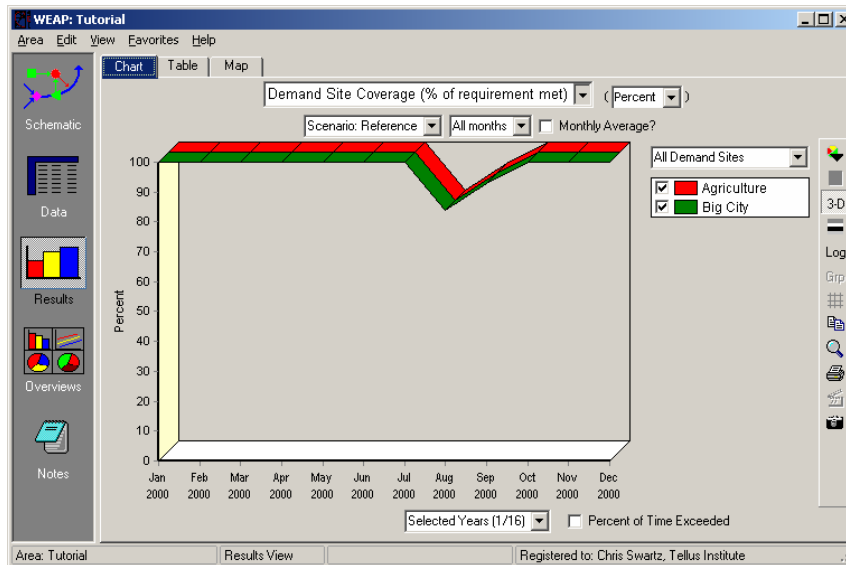 WEAP: Tutorial
Area Edit View Favorites Help
Chart Table Map
Demand Site Coverage (% of requirement met) ( Percent )
Scenario: Reference All months Monthly Average?
All Demand Sites
Agriculture
Big City
Schematic
Data
Results
Overviews
Notes
3-D
Log
Grp
Percent
100
90
80
70
60
50
40
30
20
10
0
Jan Feb Mar Apr May Jun Jul Aug Sep Oct Nov Dec
2000 2000 2000 2000 2000 2000 2000 2000 2000 2000 2000 2000
Selected Years (1/16) Percent of Time Exceeded
Area: Tutorial Results View Registered to: Chris Swartz, Tellus Institute